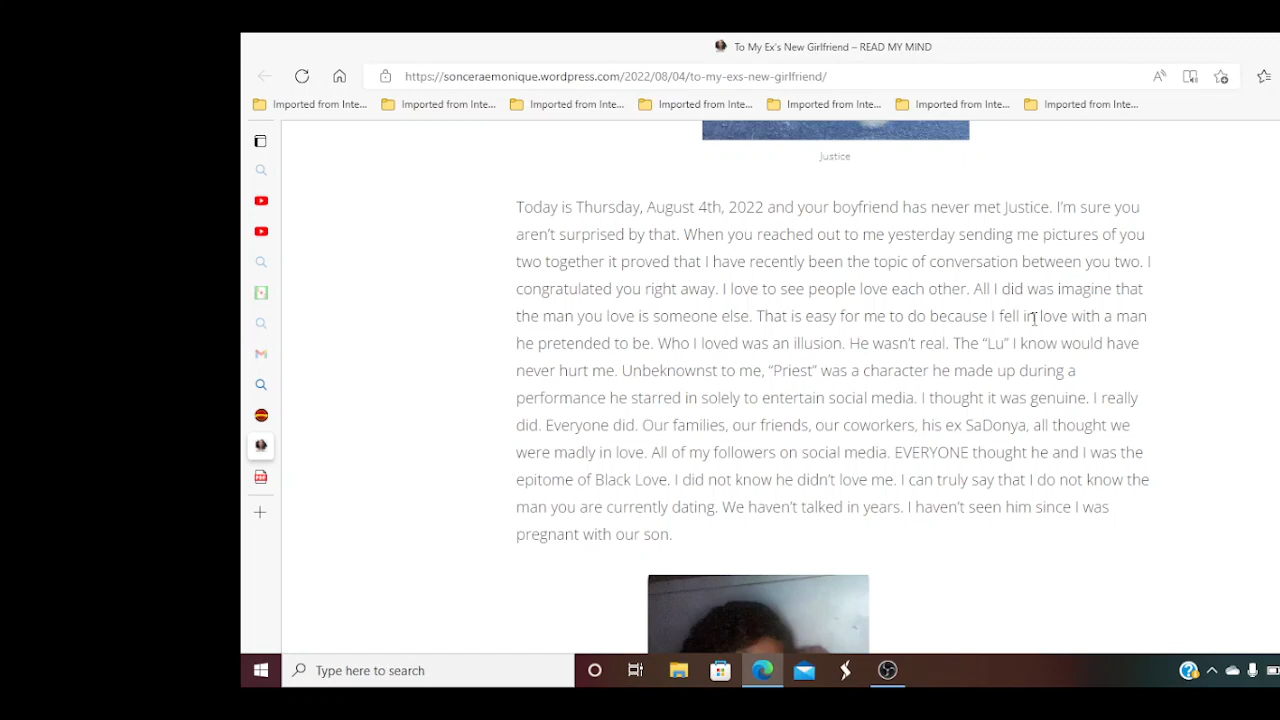 To My Ex's New Girlfriend – READ MY MIND
https://sonceraemonique.wordpress.com/2022/08/04/to-my-exs-new-girlfriend/
Imported from Inte... Imported from Inte... Imported from Inte... Imported from Inte... Imported from Inte... Imported from Inte... Imported from Inte...
Justice
Today is Thursday, August 4th, 2022 and your boyfriend has never met Justice. I'm sure you
aren't surprised by that. When you reached out to me yesterday sending me pictures of you
two together it proved that I have recently been the topic of conversation between you two. I
congratulated you right away. I love to see people love each other. All I did was imagine that
the man you love is someone else. That is easy for me to do because I fell in love with a man
he pretended to be. Who I loved was an illusion. He wasn't real. The “Lu” I know would have
never hurt me. Unbeknownst to me, “Priest” was a character he made up during a
performance he starred in solely to entertain social media. I thought it was genuine. I really
did. Everyone did. Our families, our friends, our coworkers, his ex SaDonya, all thought we
were madly in love. All of my followers on social media. EVERYONE thought he and I was the
epitome of Black Love. I did not know he didn't love me. I can truly say that I do not know the
man you are currently dating. We haven't talked in years. I haven't seen him since I was
pregnant with our son.
Type here to search